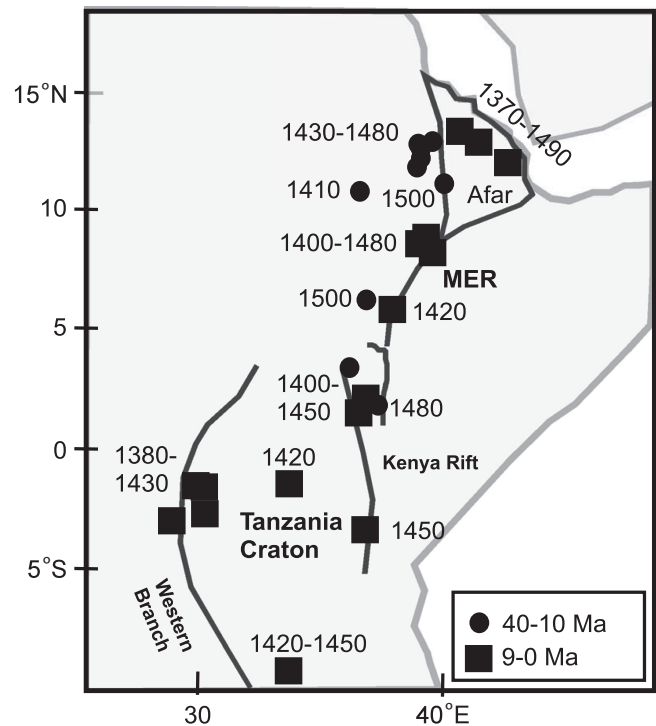 15°N
1430-1480
1370-1490
1410
1500
Afar
10
1400-1480
MER
1500
1420
5
1400-
1450
1480
0
1380-
1430
1420
Kenya Rift
Tanzania
Craton
1450
5°S
Western
Branch
1420-1450
40-10 Ma
9-0 Ma
30
40°E